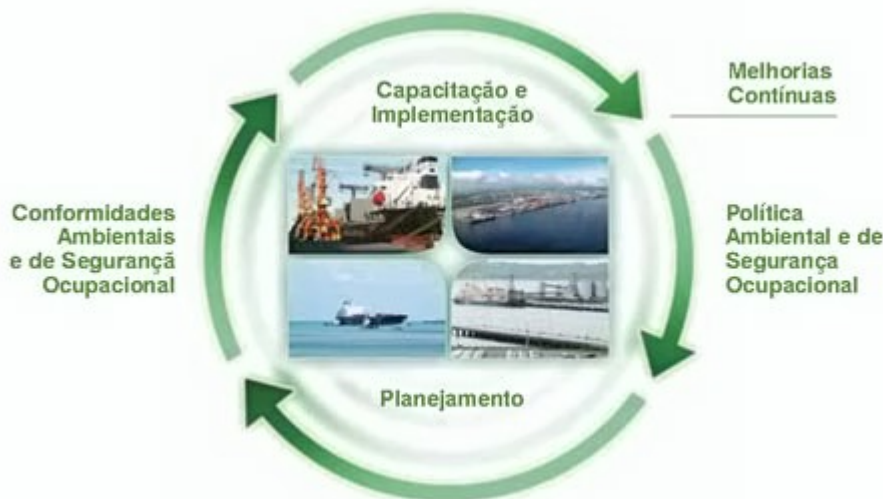 Capacitação e
Implementação
Melhorias
Contínuas
Conformidades
Ambientais
e de Segurançã
Ocupacional
Política
Ambiental e de
Segurança
Ocupacional
Planejamento